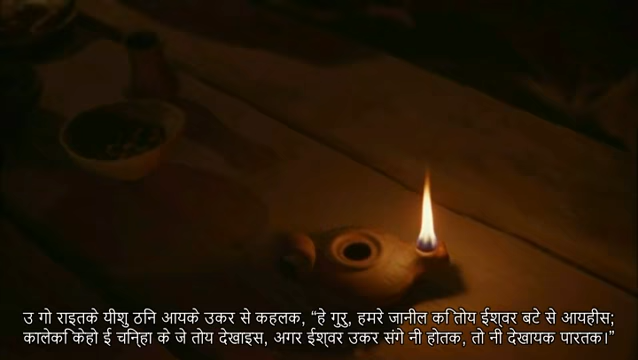 उ गो राइतके यीशु ठनि आयके उकर से कहलक, “हे गुरु, हमरे जानील कि तोय ईश्‍वर बटे से आयहीस;
कालेकि केहो ई चिन्‍हा के जे तोय देखाइस, अगर ईश्‍वर उकर संगे नी होतक, तो नी देखायक पारतक।”